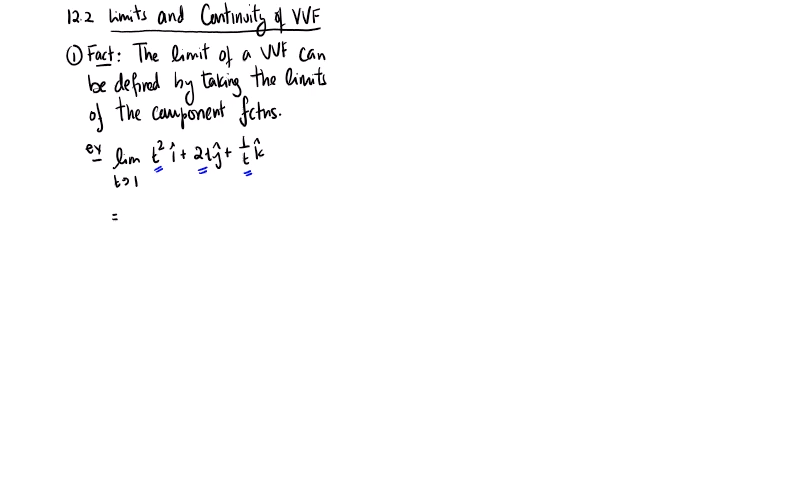 12.2 Limits and Continuity of VVF
① Fact: The limit of a VVF can
be defined by taking the limits
of the component fctns.
ex lim t² î + 2t ĵ + 1/t k̂
t→1
=